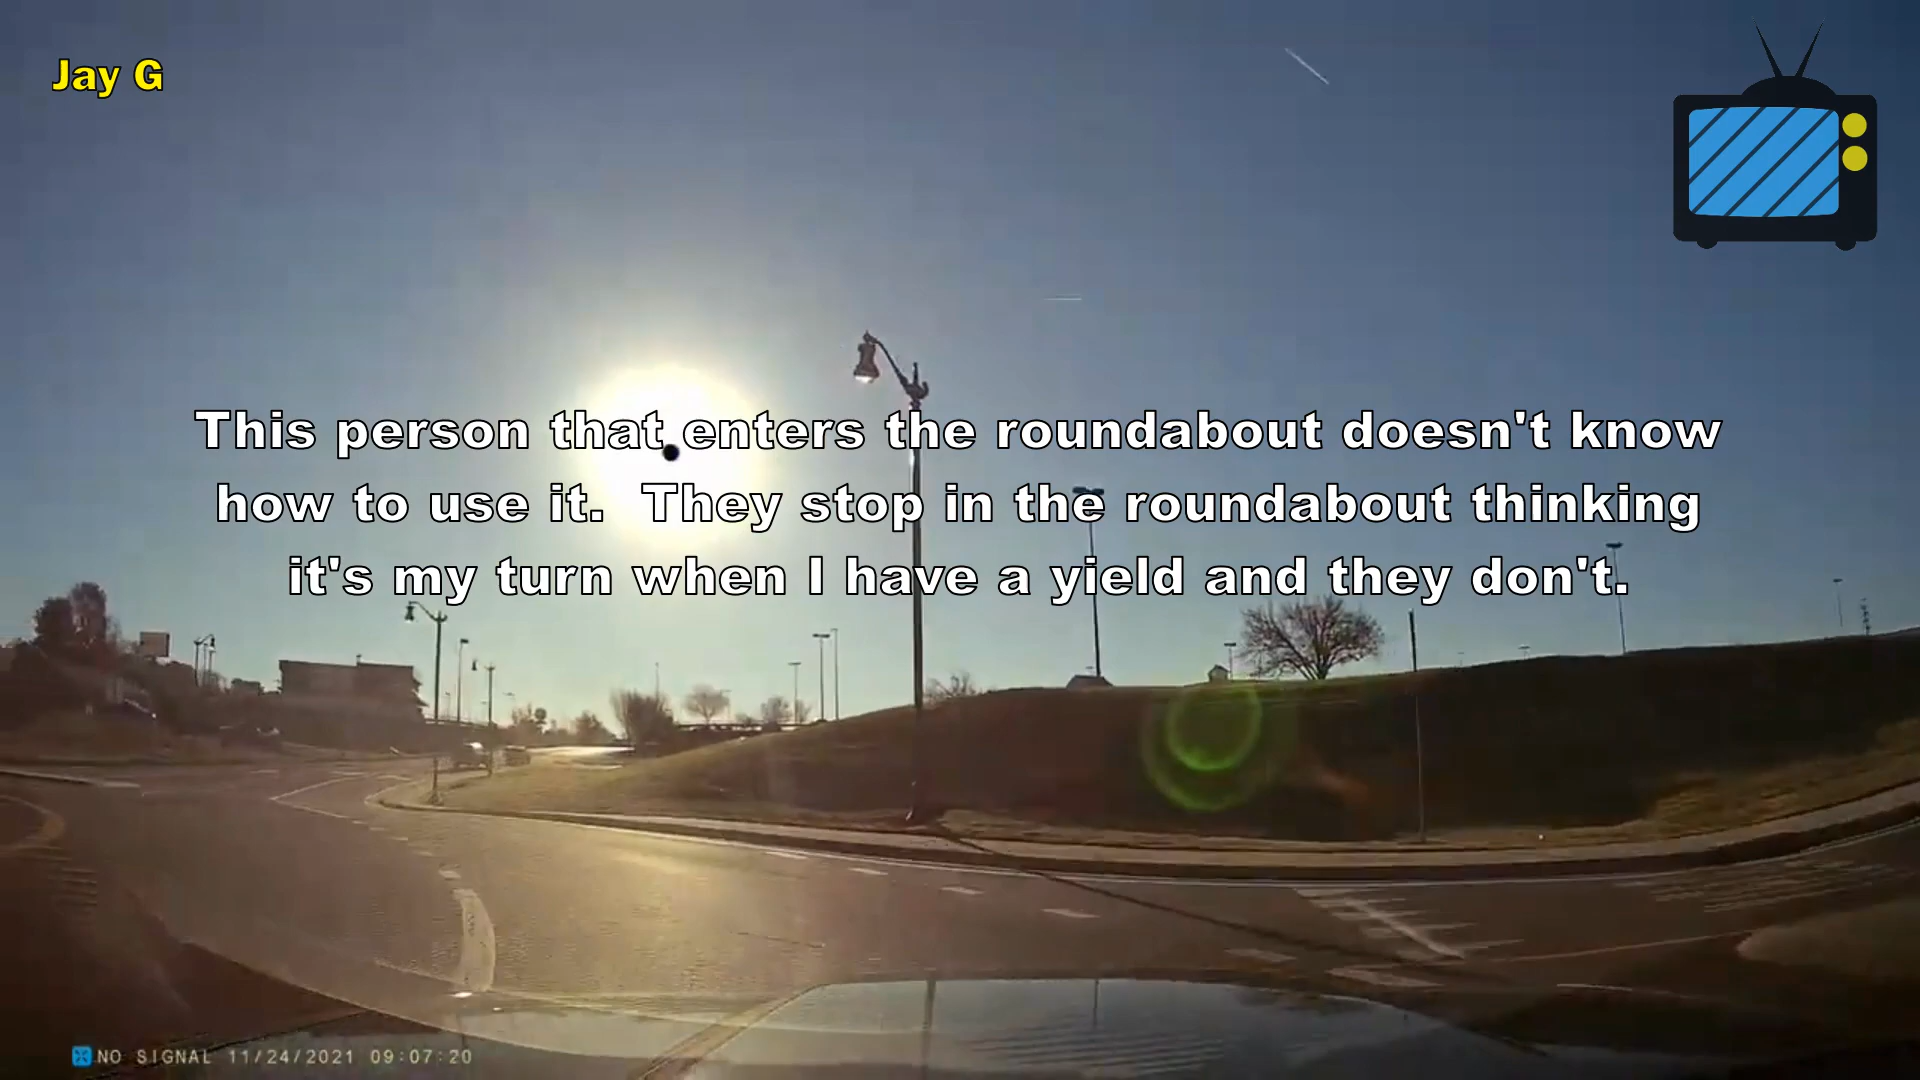 Jay G
This person that enters the roundabout doesn't know
how to use it.  They stop in the roundabout thinking
it's my turn when I have a yield and they don't.
NO SIGNAL 11/24/2021 09:07:20